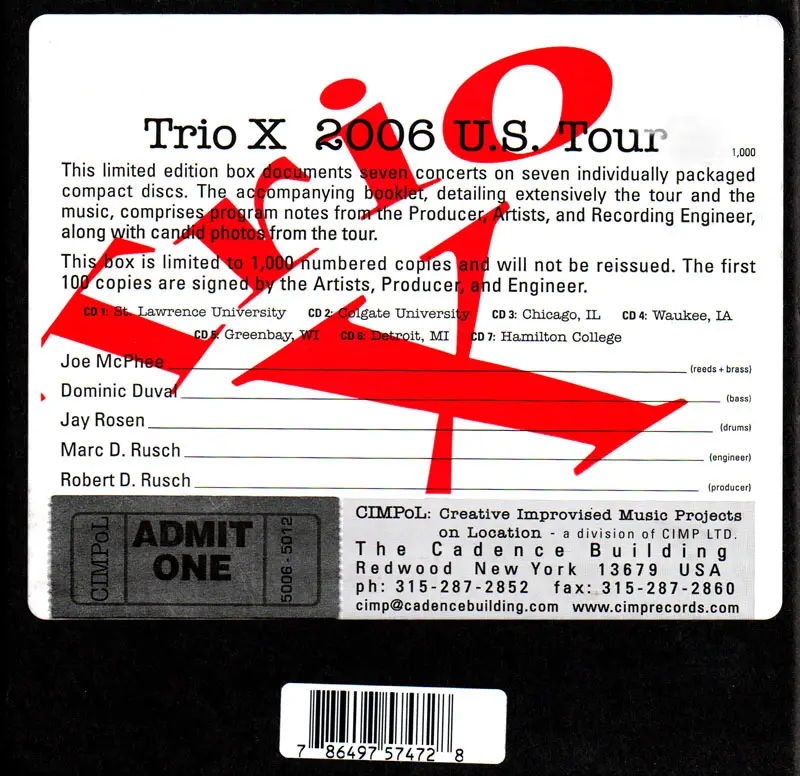 Trio X
Trio X 2006 U.S. Tour
1,000
This limited edition box documents seven concerts on seven individually packaged
compact discs. The accompanying booklet, detailing extensively the tour and the
music, comprises program notes from the Producer, Artists, and Recording Engineer,
along with candid photos from the tour.
This box is limited to 1,000 numbered copies and will not be reissued. The first
100 copies are signed by the Artists, Producer, and Engineer.
CD 1: St. Lawrence University CD 2: Colgate University CD 3: Chicago, IL CD 4: Waukee, IA
CD 5: Greenbay, WI CD 6: Detroit, MI CD 7: Hamilton College
Joe McPhee (reeds + brass)
Dominic Duval (bass)
Jay Rosen (drums)
Marc D. Rusch (engineer)
Robert D. Rusch (producer)
CIMPoL
ADMIT
ONE
5006 - 5012
CIMPoL: Creative Improvised Music Projects
on Location - a division of CIMP LTD.
The Cadence Building
Redwood New York 13679 USA
ph: 315-287-2852 fax: 315-287-2860
cimp@cadencebuilding.com www.cimprecords.com
7 86497 57472 8